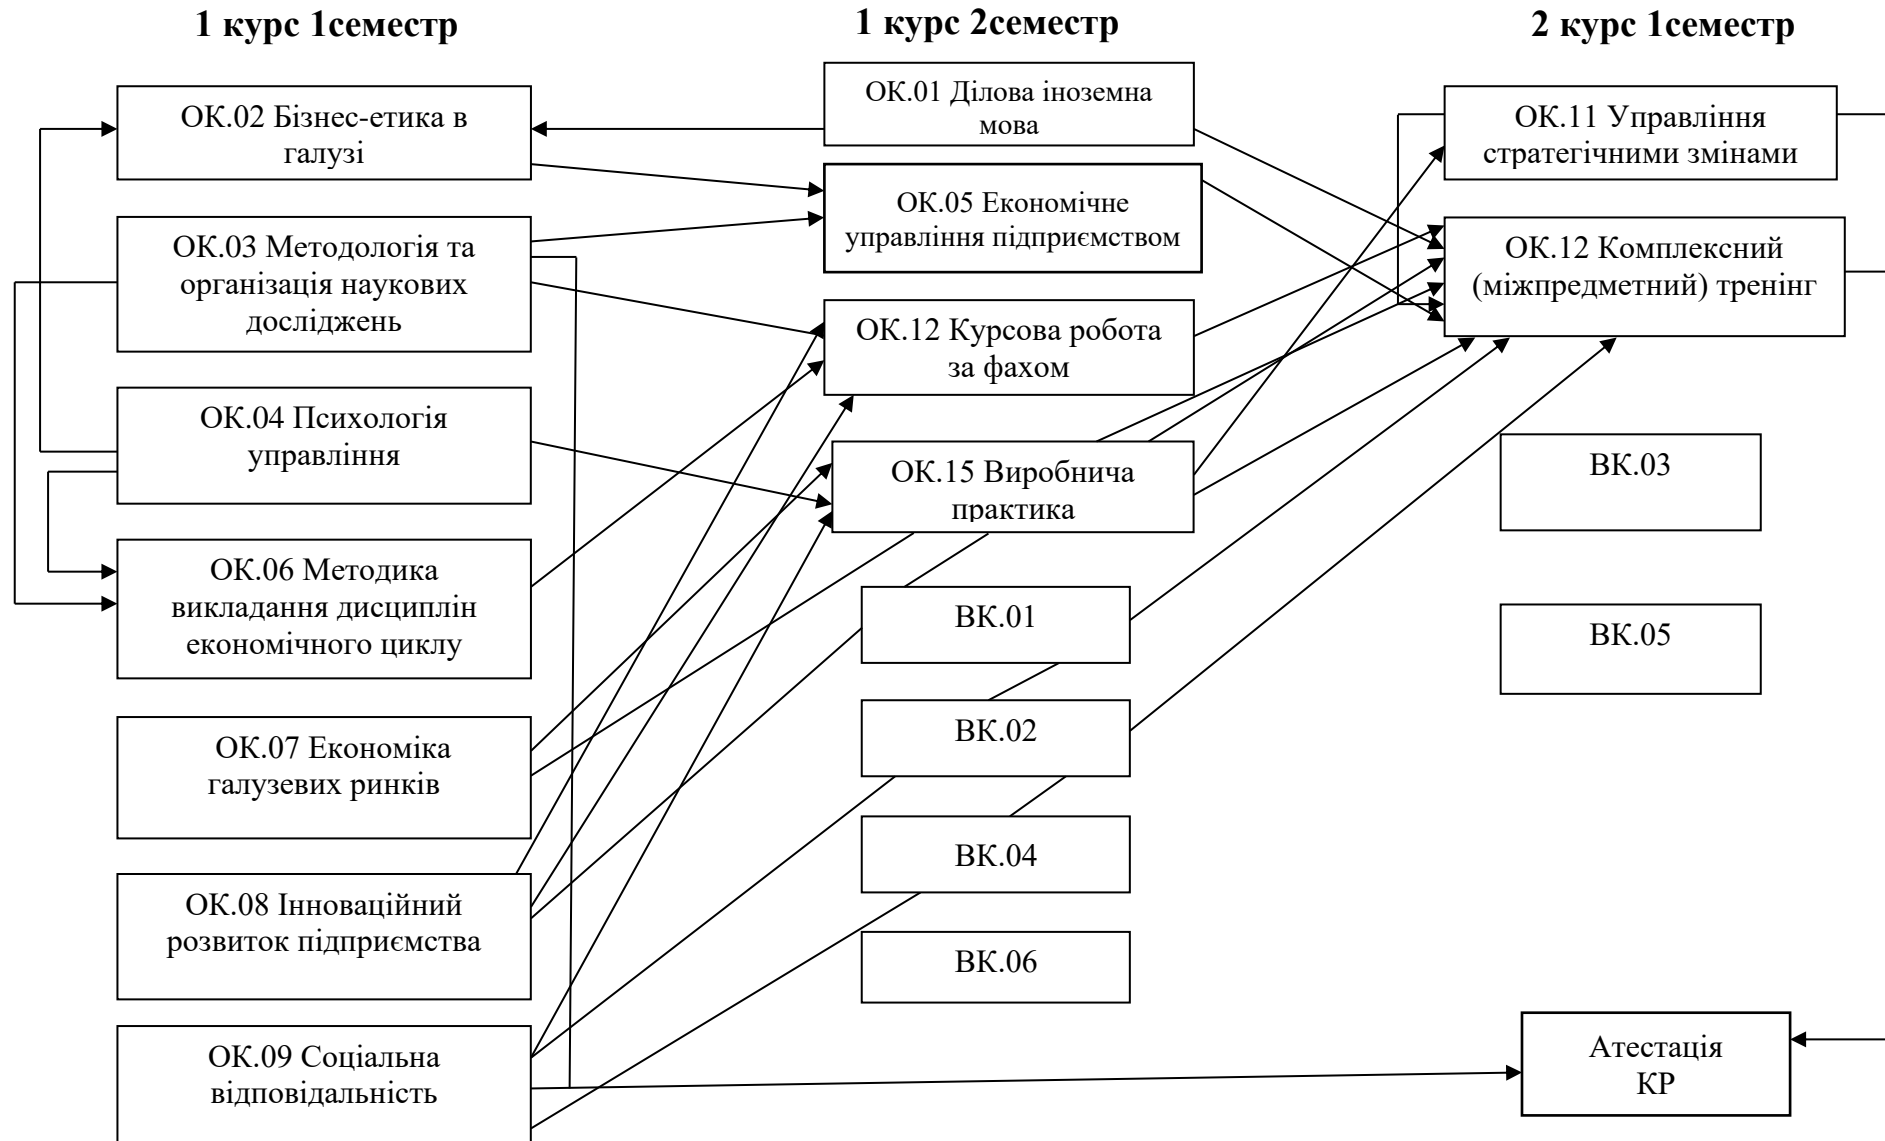 1 курс 1семестр
1 курс 2семестр
2 курс 1семестр
ОК.02 Бізнес-етика в
галузі
ОК.03 Методологія та
організація наукових
досліджень
ОК.04 Психологія
управління
ОК.06 Методика
викладання дисциплін
економічного циклу
ОК.07 Економіка
галузевих ринків
ОК.08 Інноваційний
розвиток підприємства
ОК.09 Соціальна
відповідальність
ОК.01 Ділова іноземна
мова
ОК.05 Економічне
управління підприємством
ОК.12 Курсова робота
за фахом
ОК.15 Виробнича
практика
ВК.01
ВК.02
ВК.04
ВК.06
ОК.11 Управління
стратегічними змінами
ОК.12 Комплексний
(міжпредметний) тренінг
ВК.03
ВК.05
Атестація
КР